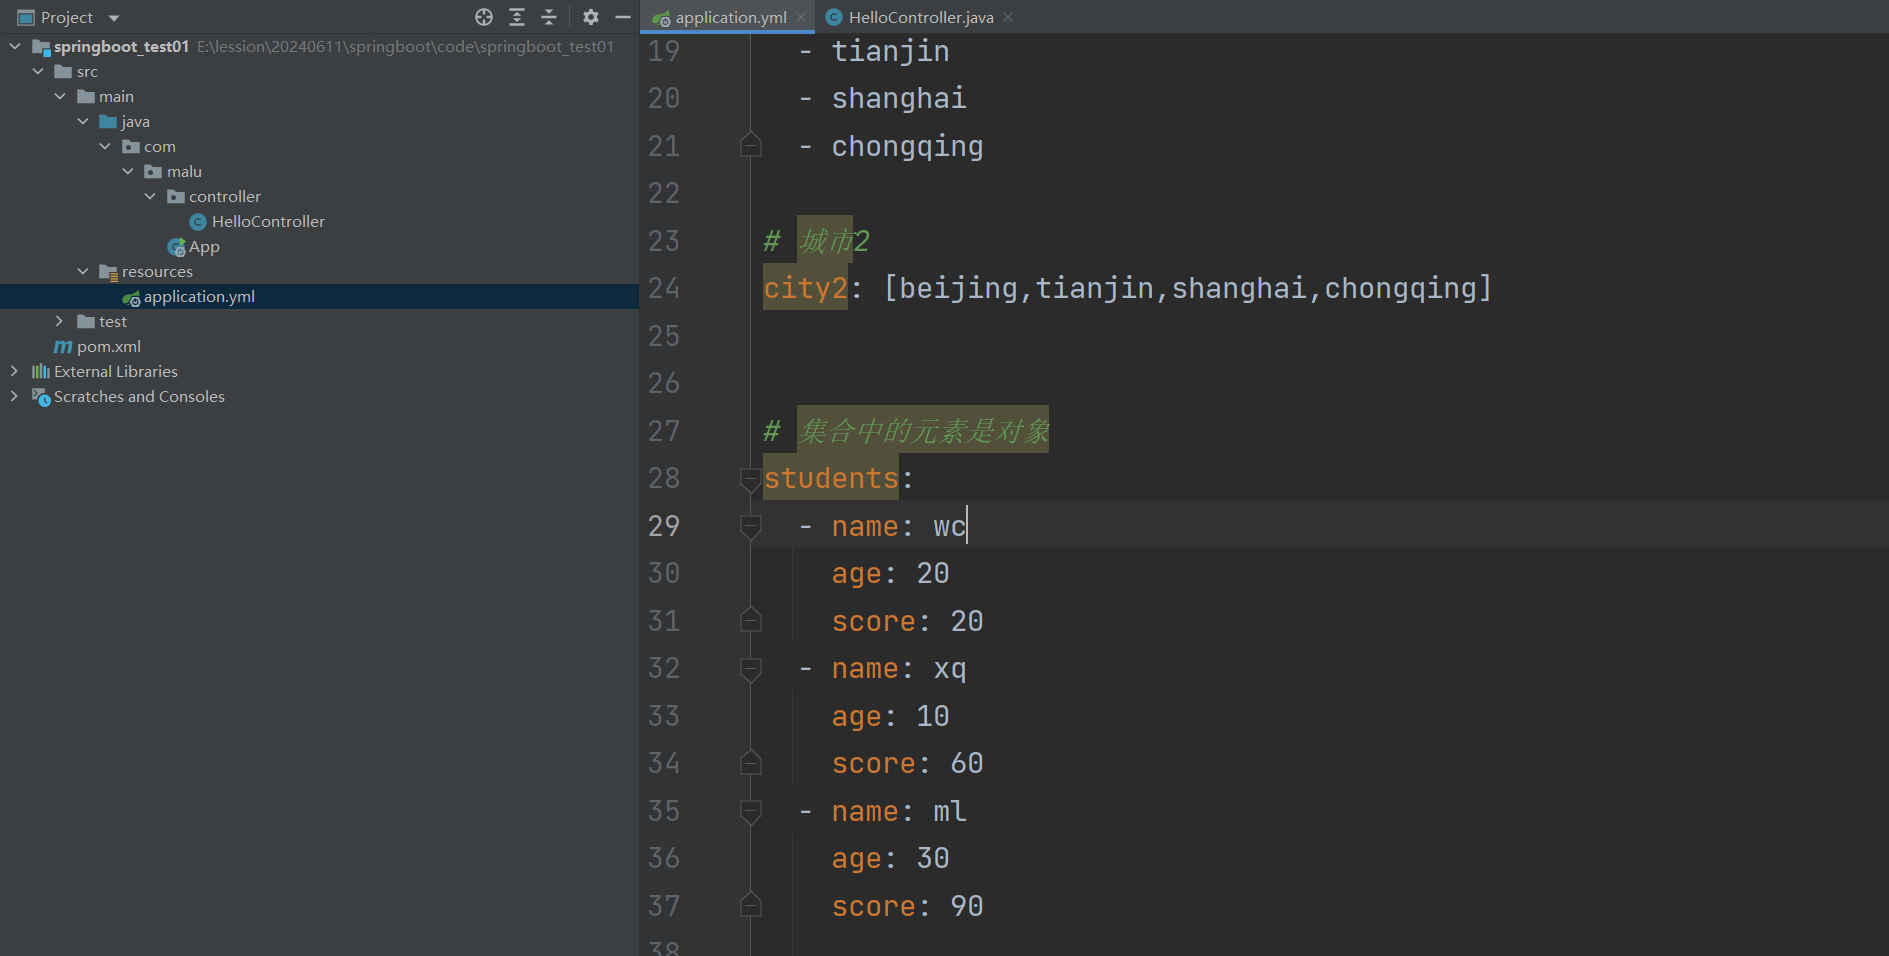 Project
springboot_test01 E:\lession\20240611\springboot\code\springboot_test01
src
main
java
com
malu
controller
HelloController
App
resources
application.yml
test
pom.xml
External Libraries
Scratches and Consoles
application.yml
HelloController.java
19 - tianjin
20 - shanghai
21 - chongqing
22
23 # 城市2
24 city2: [beijing,tianjin,shanghai,chongqing]
25
26
27 # 集合中的元素是对象
28 students:
29 - name: wc
30 age: 20
31 score: 20
32 - name: xq
33 age: 10
34 score: 60
35 - name: ml
36 age: 30
37 score: 90
38